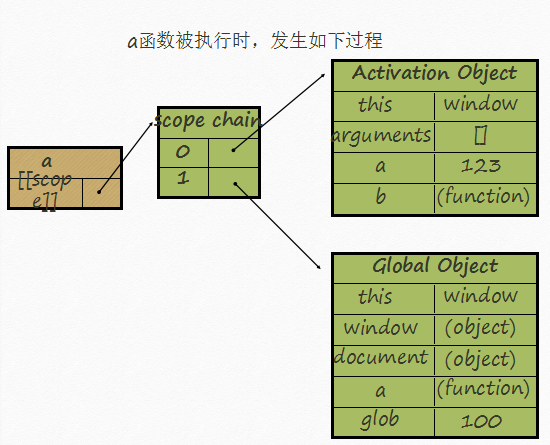 a函数被执行时，发生如下过程
a
[[scop
e]]
scope chain
0
1
Activation Object
this window
arguments []
a 123
b (function)
Global Object
this window
window (object)
document (object)
a (function)
glob 100